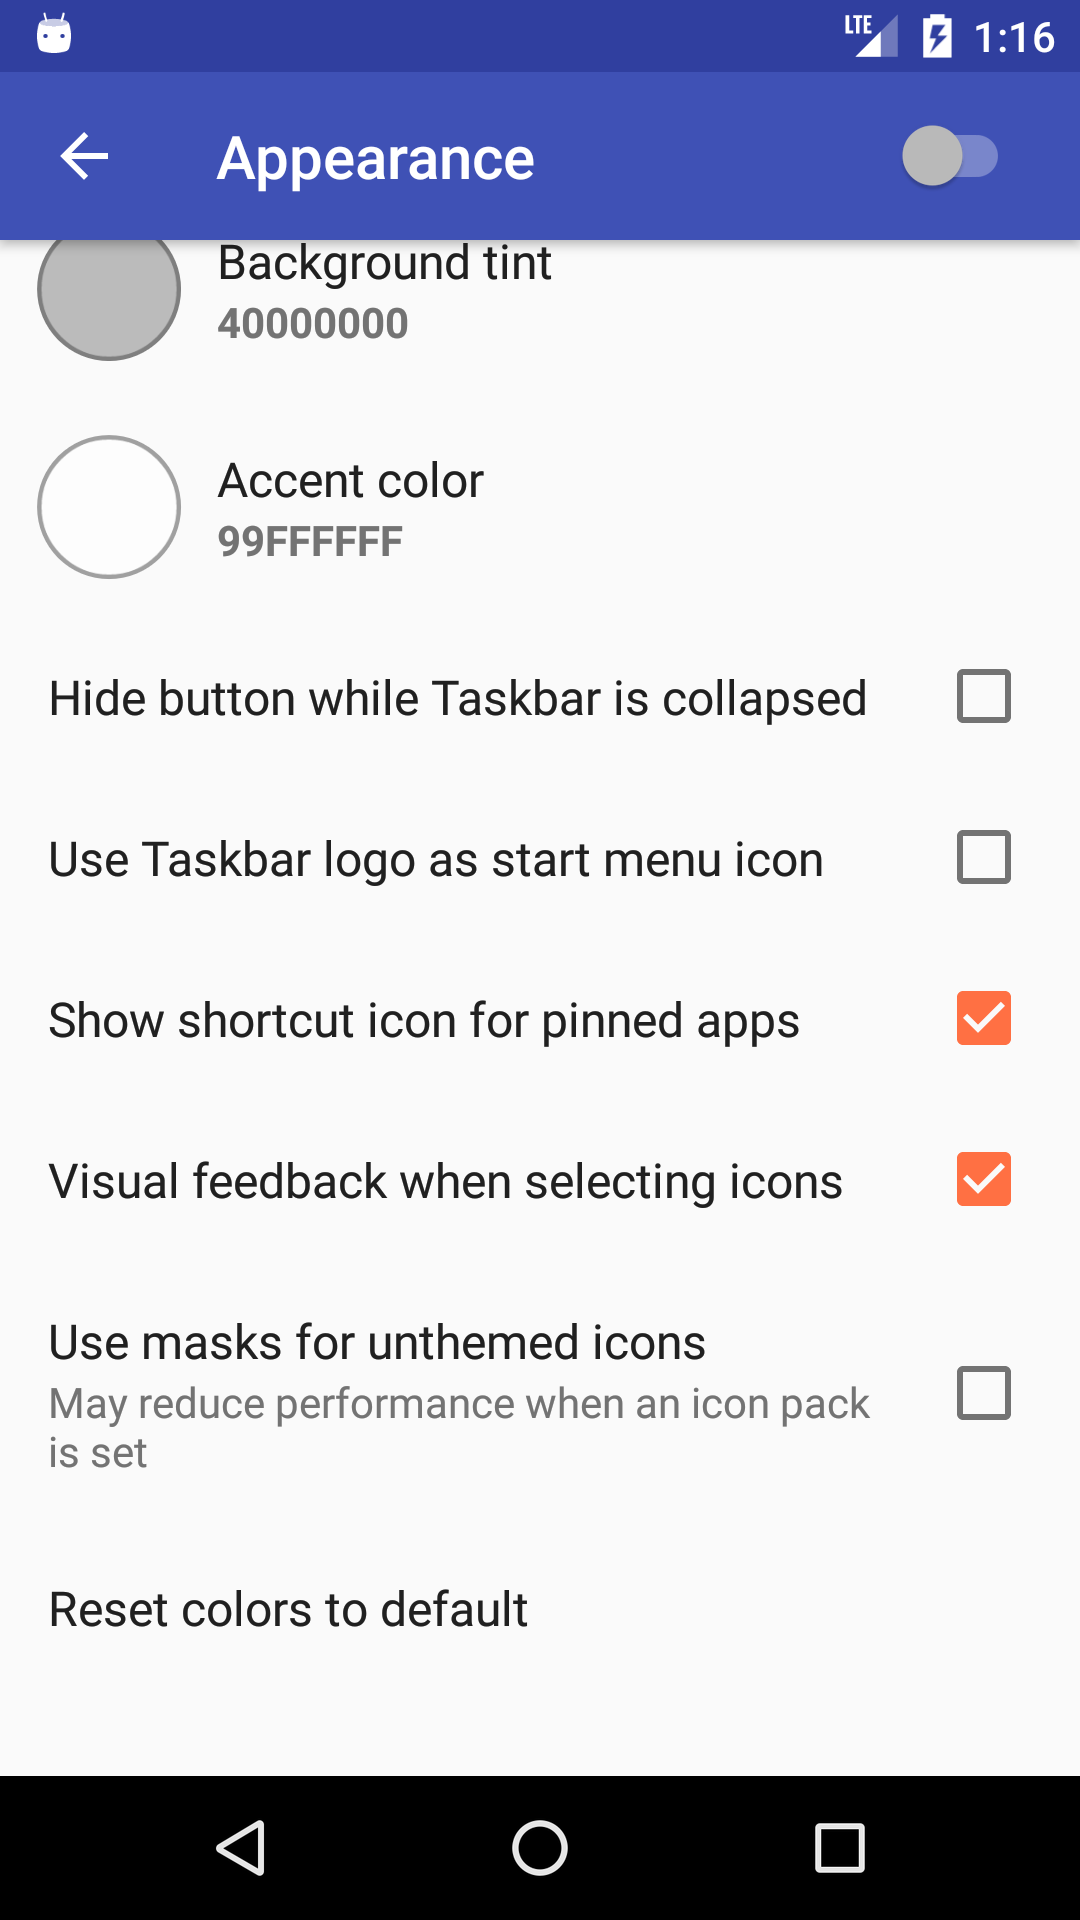 LTE 1:16
Appearance
Background tint
40000000
Accent color
99FFFFFF
Hide button while Taskbar is collapsed
Use Taskbar logo as start menu icon
Show shortcut icon for pinned apps
Visual feedback when selecting icons
Use masks for unthemed icons
May reduce performance when an icon pack
is set
Reset colors to default